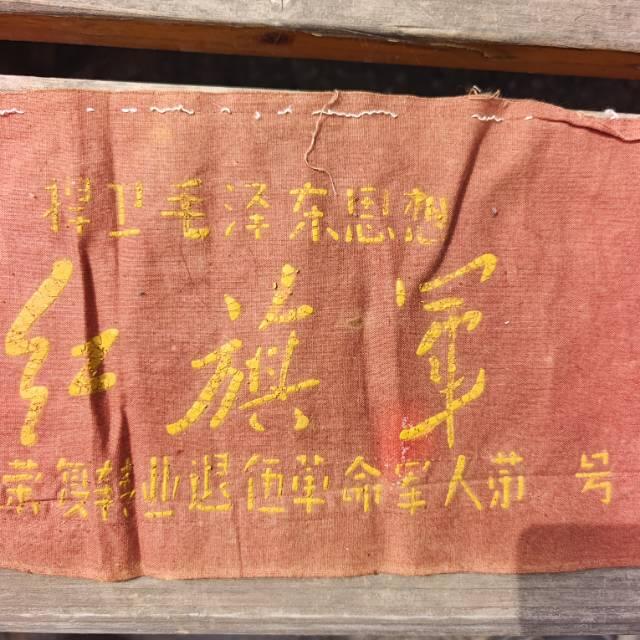 捍卫毛泽东思想
红旗军
荣复转业退伍革命军人第 号